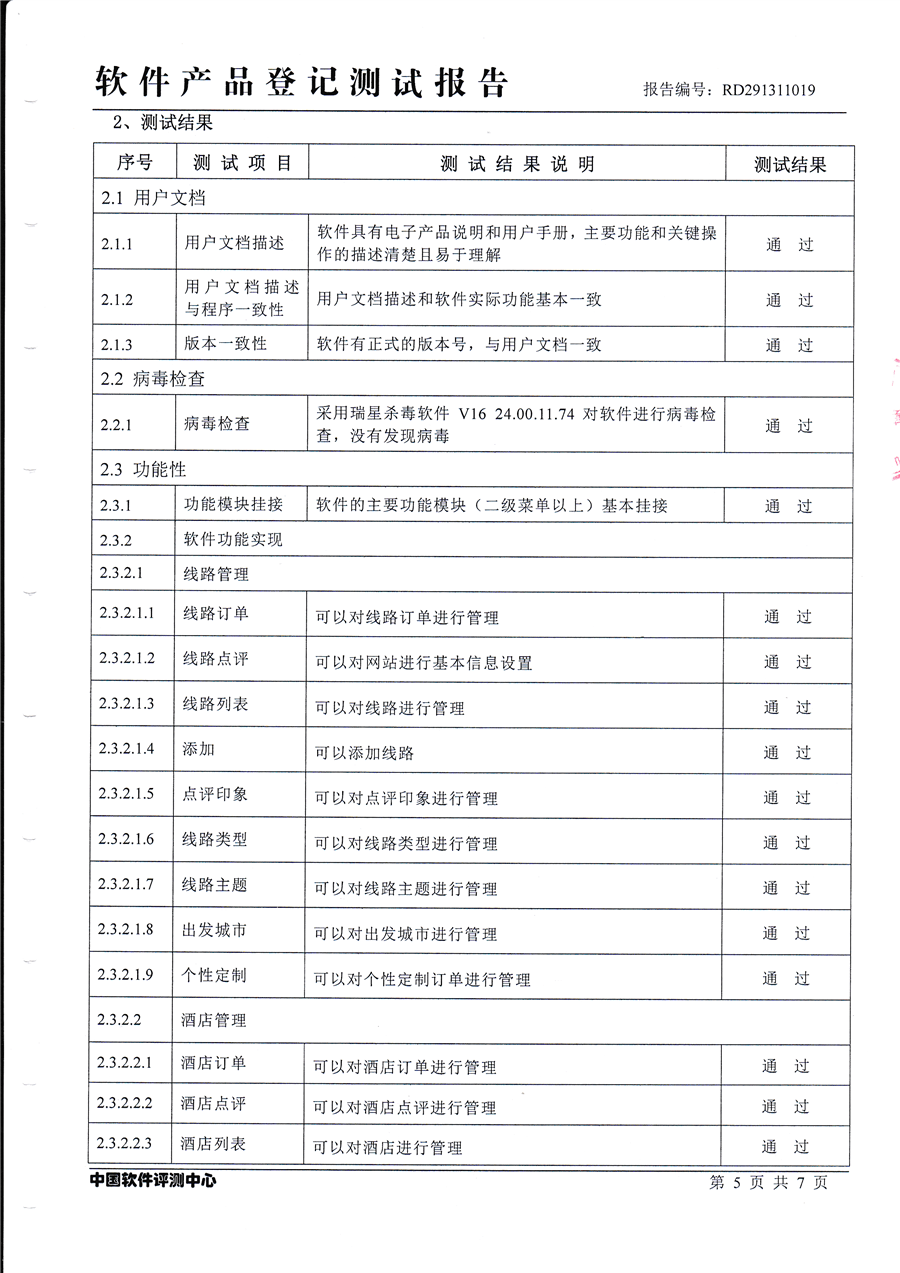 软件产品登记测试报告
报告编号：RD291311019
2、测试结果
序号 测试项目 测试结果说明 测试结果
2.1 用户文档
2.1.1 用户文档描述 软件具有电子产品说明和用户手册，主要功能和关键操
作的描述清楚且易于理解 通 过
2.1.2 用户文档描述
与程序一致性 用户文档描述和软件实际功能基本一致 通 过
2.1.3 版本一致性 软件有正式的版本号，与用户文档一致 通 过
2.2 病毒检查
2.2.1 病毒检查 采用瑞星杀毒软件 V16 24.00.11.74 对软件进行病毒检
查，没有发现病毒 通 过
2.3 功能性
2.3.1 功能模块挂接 软件的主要功能模块（二级菜单以上）基本挂接 通 过
2.3.2 软件功能实现
2.3.2.1 线路管理
2.3.2.1.1 线路订单 可以对线路订单进行管理 通 过
2.3.2.1.2 线路点评 可以对网站进行基本信息设置 通 过
2.3.2.1.3 线路列表 可以对线路进行管理 通 过
2.3.2.1.4 添加 可以添加线路 通 过
2.3.2.1.5 点评印象 可以对点评印象进行管理 通 过
2.3.2.1.6 线路类型 可以对线路类型进行管理 通 过
2.3.2.1.7 线路主题 可以对线路主题进行管理 通 过
2.3.2.1.8 出发城市 可以对出发城市进行管理 通 过
2.3.2.1.9 个性定制 可以对个性定制订单进行管理 通 过
2.3.2.2 酒店管理
2.3.2.2.1 酒店订单 可以对酒店订单进行管理 通 过
2.3.2.2.2 酒店点评 可以对酒店点评进行管理 通 过
2.3.2.2.3 酒店列表 可以对酒店进行管理 通 过
中国软件评测中心
第 5 页 共 7 页